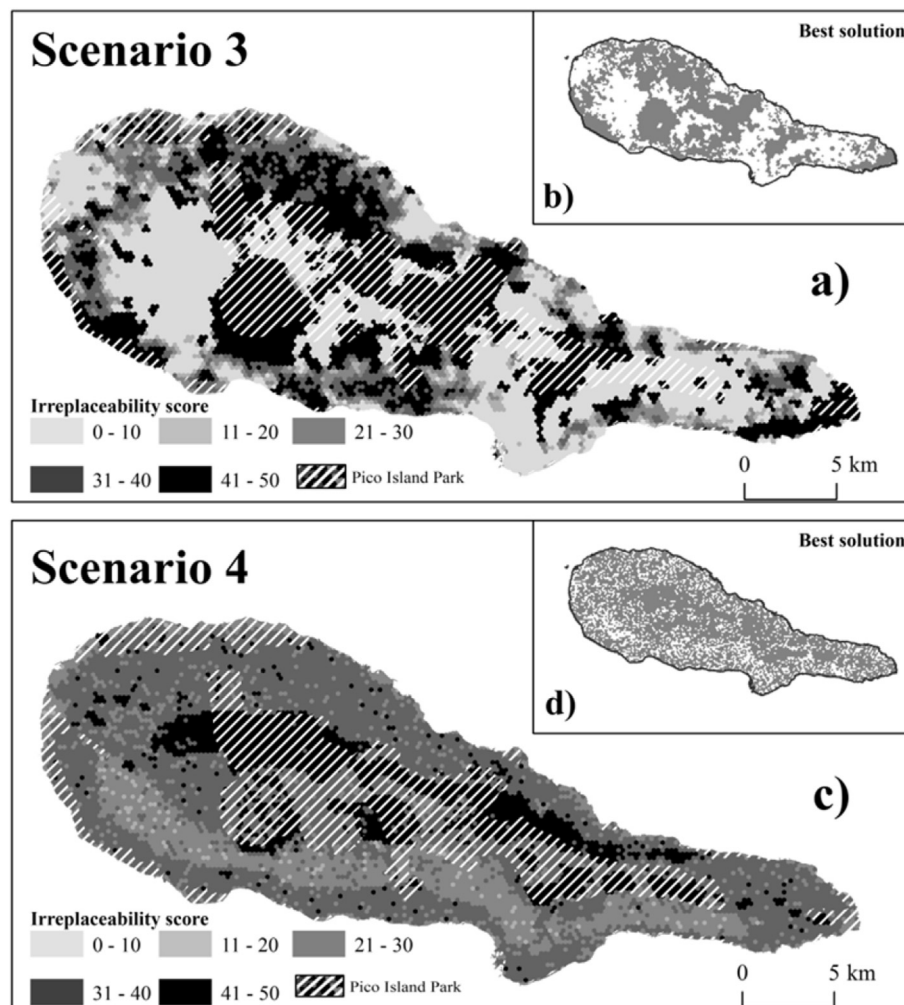 Scenario 3
Best solution
b)
a)
Irreplaceability score
0 - 10 11 - 20 21 - 30
31 - 40 41 - 50 Pico Island Park
0 5 km
Scenario 4
Best solution
d)
c)
Irreplaceability score
0 - 10 11 - 20 21 - 30
31 - 40 41 - 50 Pico Island Park
0 5 km